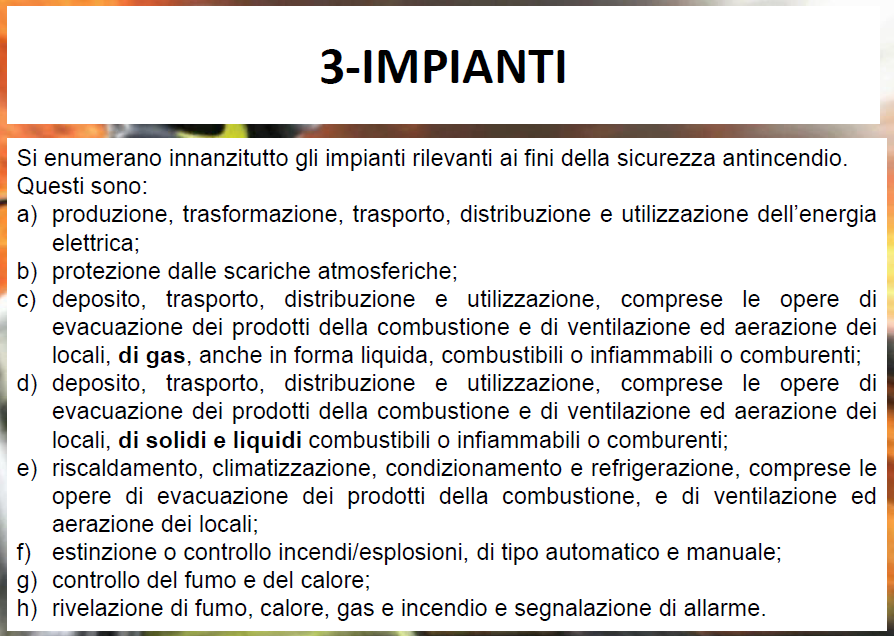 3-IMPIANTI
Si enumerano innanzitutto gli impianti rilevanti ai fini della sicurezza antincendio.
Questi sono:
a) produzione, trasformazione, trasporto, distribuzione e utilizzazione dell’energia
elettrica;
b) protezione dalle scariche atmosferiche;
c) deposito, trasporto, distribuzione e utilizzazione, comprese le opere di
evacuazione dei prodotti della combustione e di ventilazione ed aerazione dei
locali, di gas, anche in forma liquida, combustibili o infiammabili o comburenti;
d) deposito, trasporto, distribuzione e utilizzazione, comprese le opere di
evacuazione dei prodotti della combustione e di ventilazione ed aerazione dei
locali, di solidi e liquidi combustibili o infiammabili o comburenti;
e) riscaldamento, climatizzazione, condizionamento e refrigerazione, comprese le
opere di evacuazione dei prodotti della combustione, e di ventilazione ed
aerazione dei locali;
f) estinzione o controllo incendi/esplosioni, di tipo automatico e manuale;
g) controllo del fumo e del calore;
h) rivelazione di fumo, calore, gas e incendio e segnalazione di allarme.